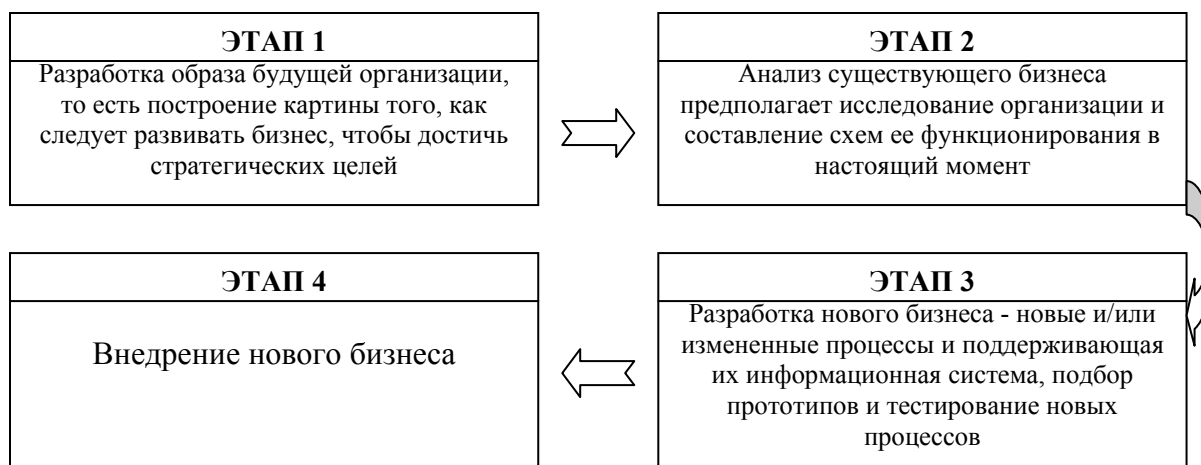 ЭТАП 1
Разработка образа будущей организации,
то есть построение картины того, как
следует развивать бизнес, чтобы достичь
стратегических целей
ЭТАП 2
Анализ существующего бизнеса
предполагает исследование организации и
составление схем ее функционирования в
настоящий момент
ЭТАП 3
Разработка нового бизнеса - новые и/или
измененные процессы и поддерживающая
их информационная система, подбор
прототипов и тестирование новых
процессов
ЭТАП 4
Внедрение нового бизнеса